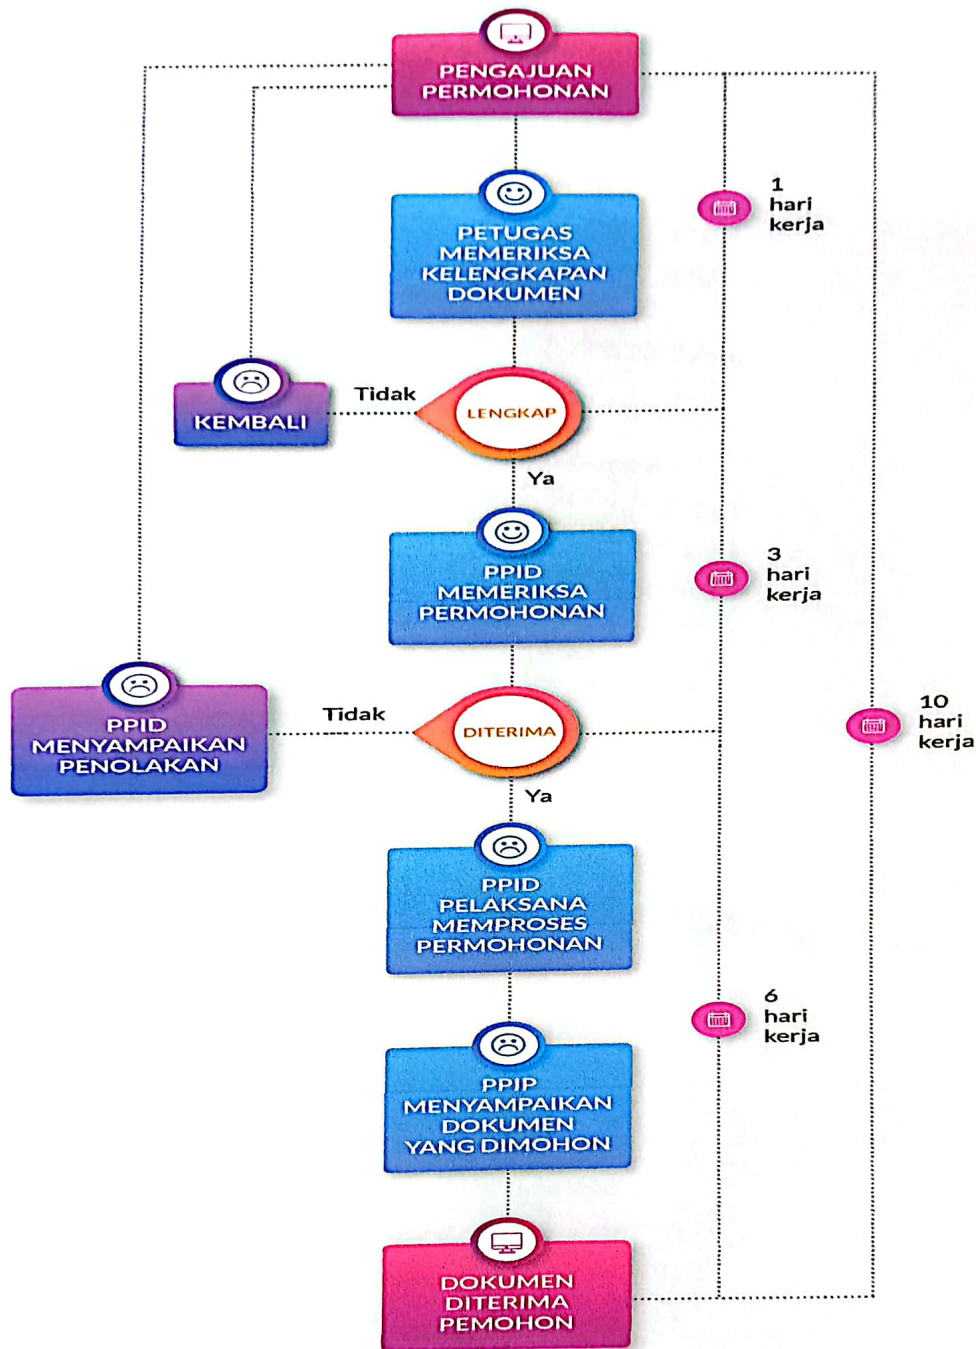 PENGAJUAN
PERMOHONAN
1
hari
kerja
PETUGAS
MEMERIKSA
KELENGKAPAN
DOKUMEN
Tidak
LENGKAP
KEMBALI
Ya
PPID
MEMERIKSA
PERMOHONAN
3
hari
kerja
Tidak
DITERIMA
PPID
MENYAMPAIKAN
PENOLAKAN
10
hari
kerja
Ya
PPID
PELAKSANA
MEMPROSES
PERMOHONAN
6
hari
kerja
PPIP
MENYAMPAIKAN
DOKUMEN
YANG DIMOHON
DOKUMEN
DITERIMA
PEMOHON